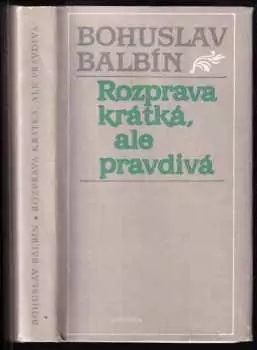 BOHUSLAV BALBÍN • ROZPRAVA KRÁTKÁ, ALE PRAVDIVÁ
BOHUSLAV
BALBÍN
Rozprava
krátká,
ale
pravdivá